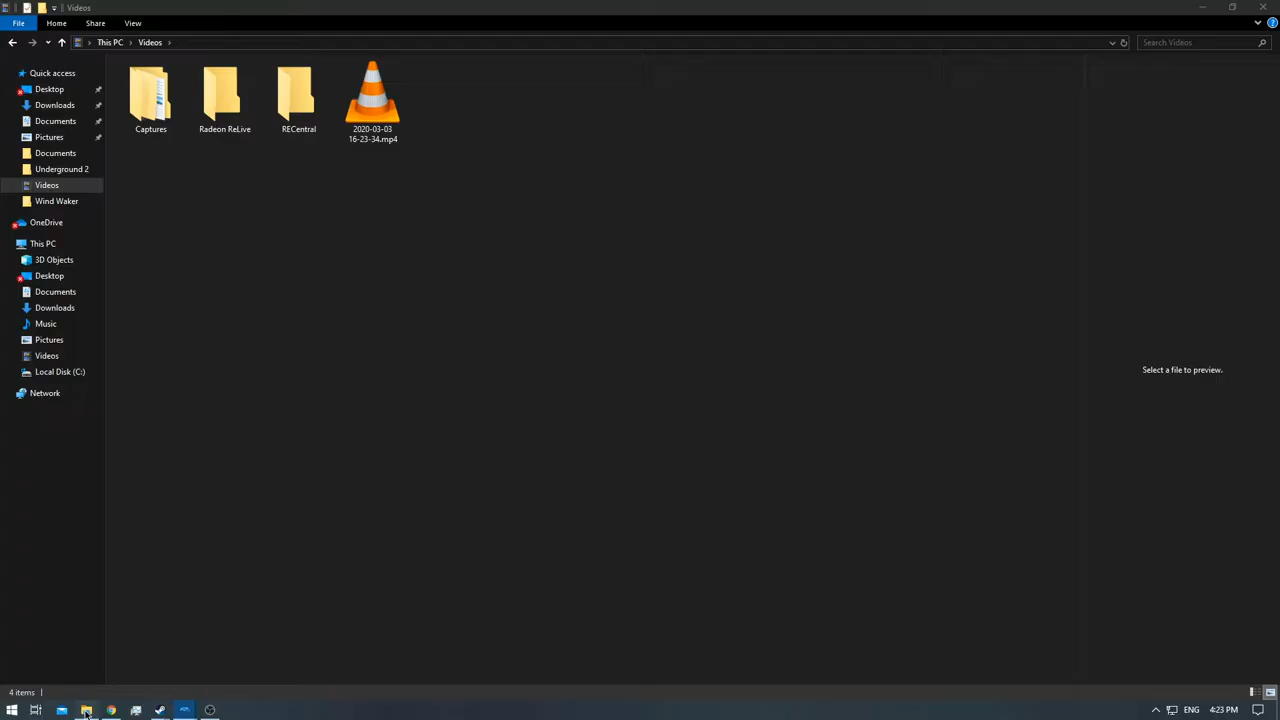 Videos
File Home Share View
This PC Videos
Search Videos
Quick access
Desktop
Downloads
Documents
Pictures
Documents
Underground 2
Videos
Wind Waker
OneDrive
This PC
3D Objects
Desktop
Documents
Downloads
Music
Pictures
Videos
Local Disk (C:)
Network
Captures
Radeon ReLive
RECentral
2020-03-03
16-23-34.mp4
Select a file to preview.
4 items
ENG 4:23 PM